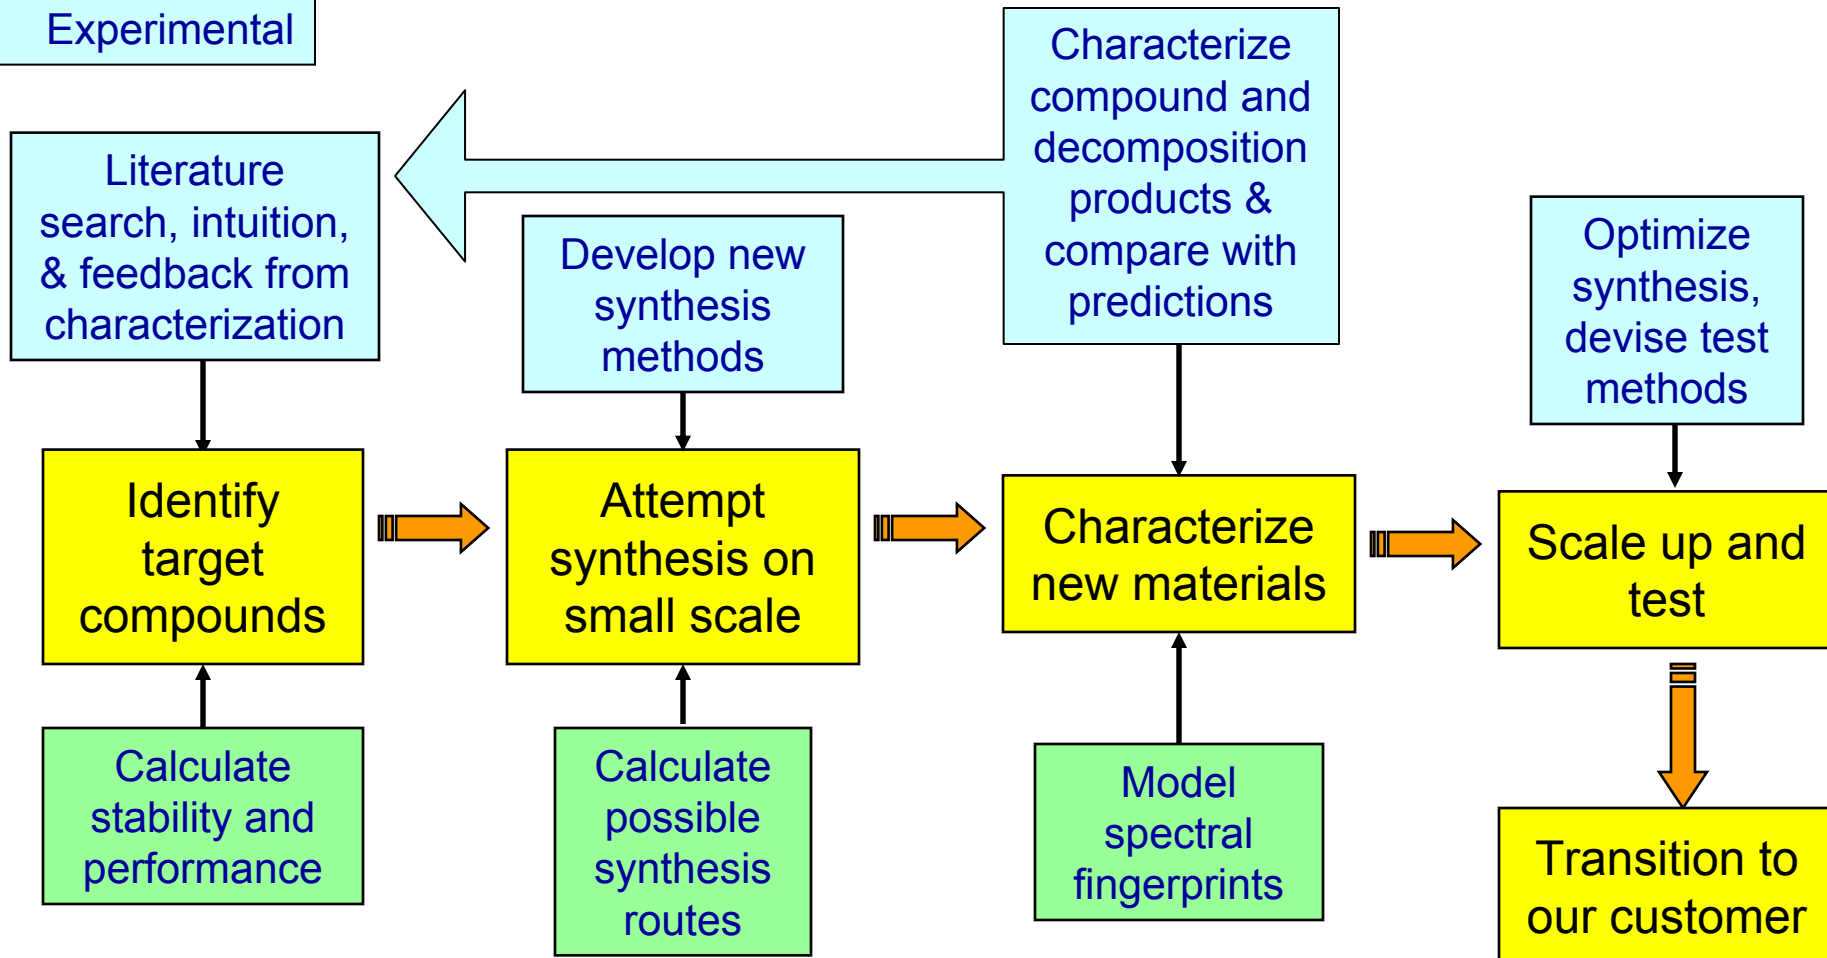 Experimental
Literature
search, intuition,
& feedback from
characterization
Develop new
synthesis
methods
Characterize
compound and
decomposition
products &
compare with
predictions
Optimize
synthesis,
devise test
methods
Identify
target
compounds
Attempt
synthesis on
small scale
Characterize
new materials
Scale up and
test
Calculate
stability and
performance
Calculate
possible
synthesis
routes
Model
spectral
fingerprints
Transition to
our customer